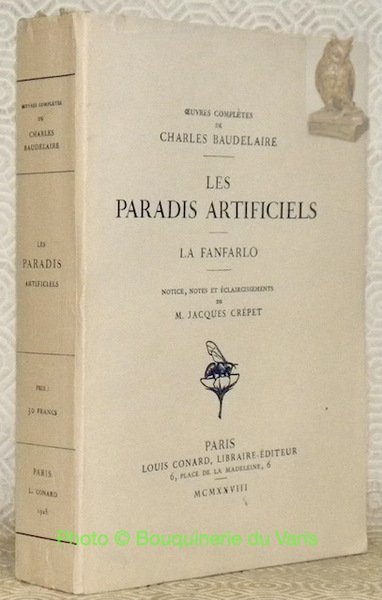 ŒUVRES COMPLÈTES
DE
CHARLES
BAUDELAIRE
LES
PARADIS
ARTIFICIELS
PRIX :
30 FRANCS
PARIS
L. CONARD
1928
ŒUVRES COMPLÈTES
DE
CHARLES BAUDELAIRE
LES
PARADIS ARTIFICIELS
LA FANFARLO
NOTICE, NOTES ET ÉCLAIRCISSEMENTS
DE
M. JACQUES CRÉPET
PARIS
LOUIS CONARD, LIBRAIRE-ÉDITEUR
6, PLACE DE LA MADELEINE, 6
MCMXXVIII
Photo © Bouquinerie du Varis